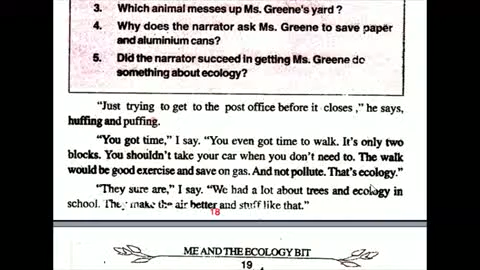 3. Which animal messes up Ms. Greene's yard ?
4. Why does the narrator ask Ms. Greene to save paper
and aluminium cans?
5. Did the narrator succeed in getting Ms. Greene do
something about ecology?
"Just trying to get to the post office before it closes ," he says,
huffing and puffing.
"You got time," I say. "You even got time to walk. It's only two
blocks. You shouldn't take your car when you don't need to. The walk
would be good exercise and save on gas. And not pollute. That's ecology."
"They sure are," I say. "We had a lot about trees and ecology in
school. They make the air better and stuff like that."
18
ME AND THE ECOLOGY BIT
19